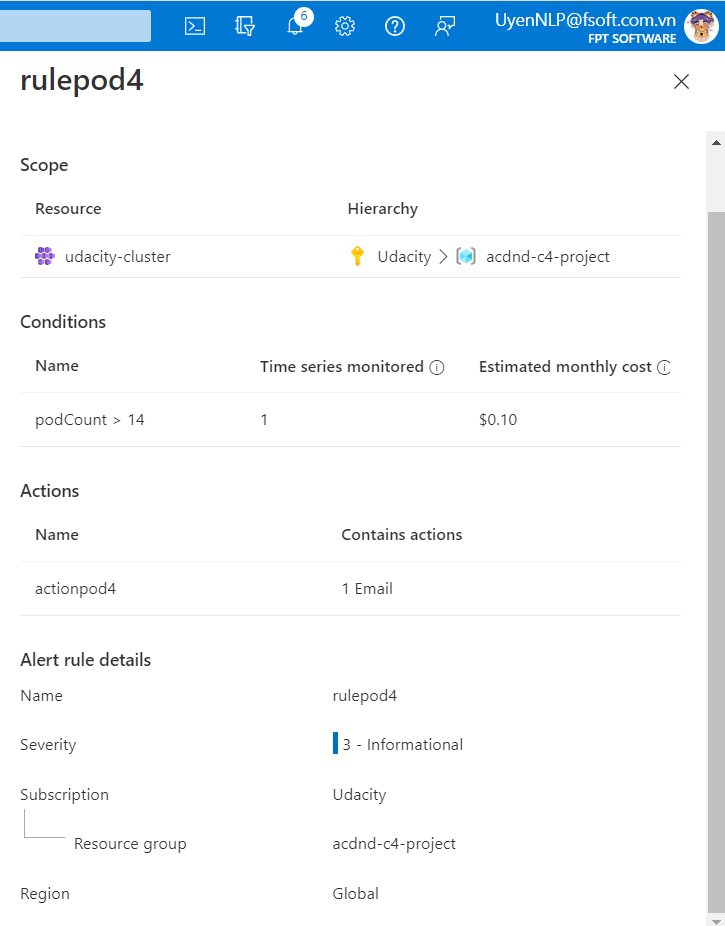 6
UyenNLP@fsoft.com.vn
FPT SOFTWARE
rulepod4
Scope
Resource Hierarchy
udacity-cluster Udacity > acdnd-c4-project
Conditions
Name Time series monitored Estimated monthly cost
podCount > 14 1 $0.10
Actions
Name Contains actions
actionpod4 1 Email
Alert rule details
Name rulepod4
Severity 3 - Informational
Subscription Udacity
Resource group acdnd-c4-project
Region Global